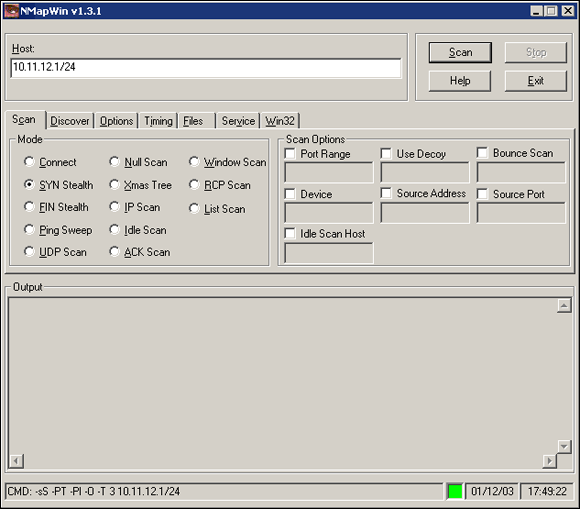 NMapWin v1.3.1
Host:
10.11.12.1/24
Scan
Stop
Help
Exit
Scan Discover Options Timing Files Service Win32
Mode
Connect Null Scan Window Scan
SYN Stealth Xmas Tree RCP Scan
FIN Stealth IP Scan List Scan
Ping Sweep Idle Scan
UDP Scan ACK Scan
Scan Options
Port Range Use Decoy Bounce Scan
Device Source Address Source Port
Idle Scan Host
Output
CMD: -sS -PT -PI -O -T 3 10.11.12.1/24
01/12/03
17:49:22